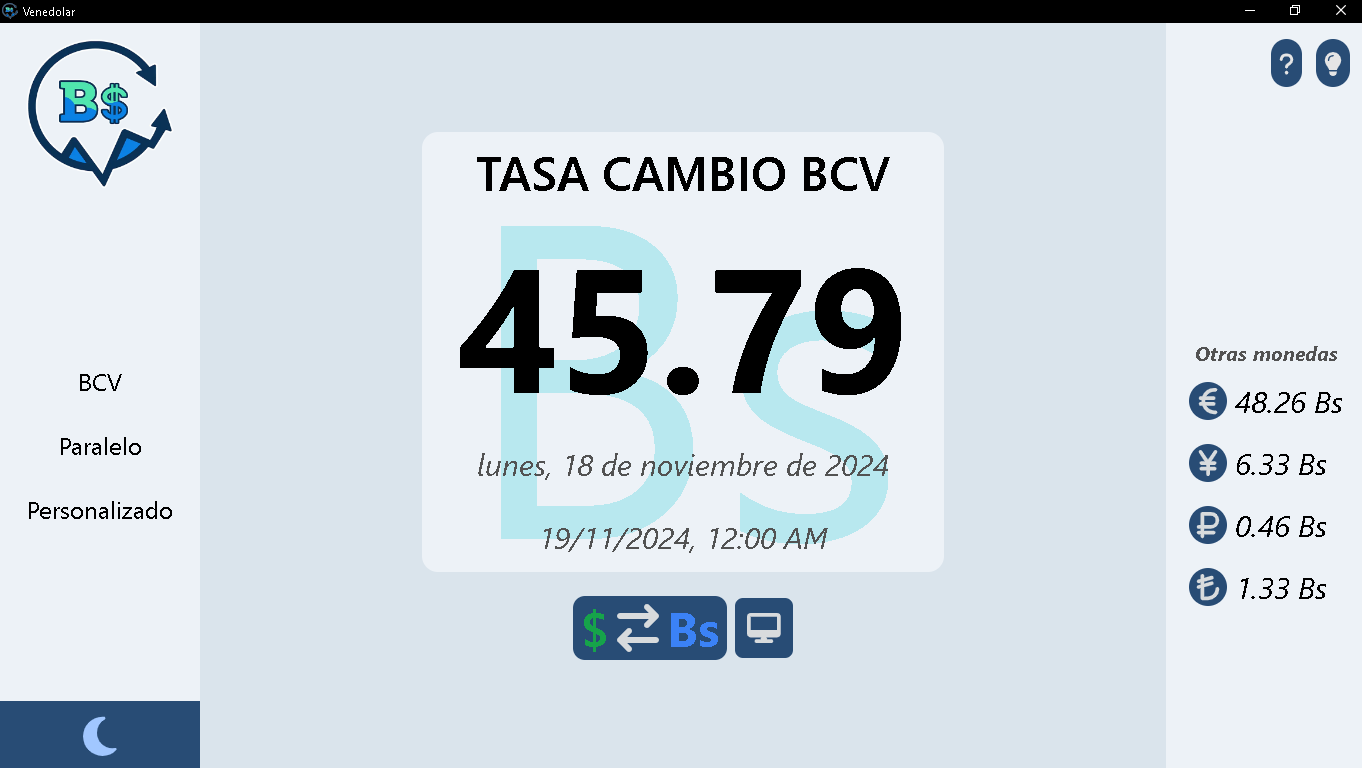 Venedolar
B$
BCV
Paralelo
Personalizado
TASA CAMBIO BCV
Bs
45.79
lunes, 18 de noviembre de 2024
19/11/2024, 12:00 AM
$ Bs
?
Otras monedas
€ 48.26 Bs
¥ 6.33 Bs
₽ 0.46 Bs
₺ 1.33 Bs